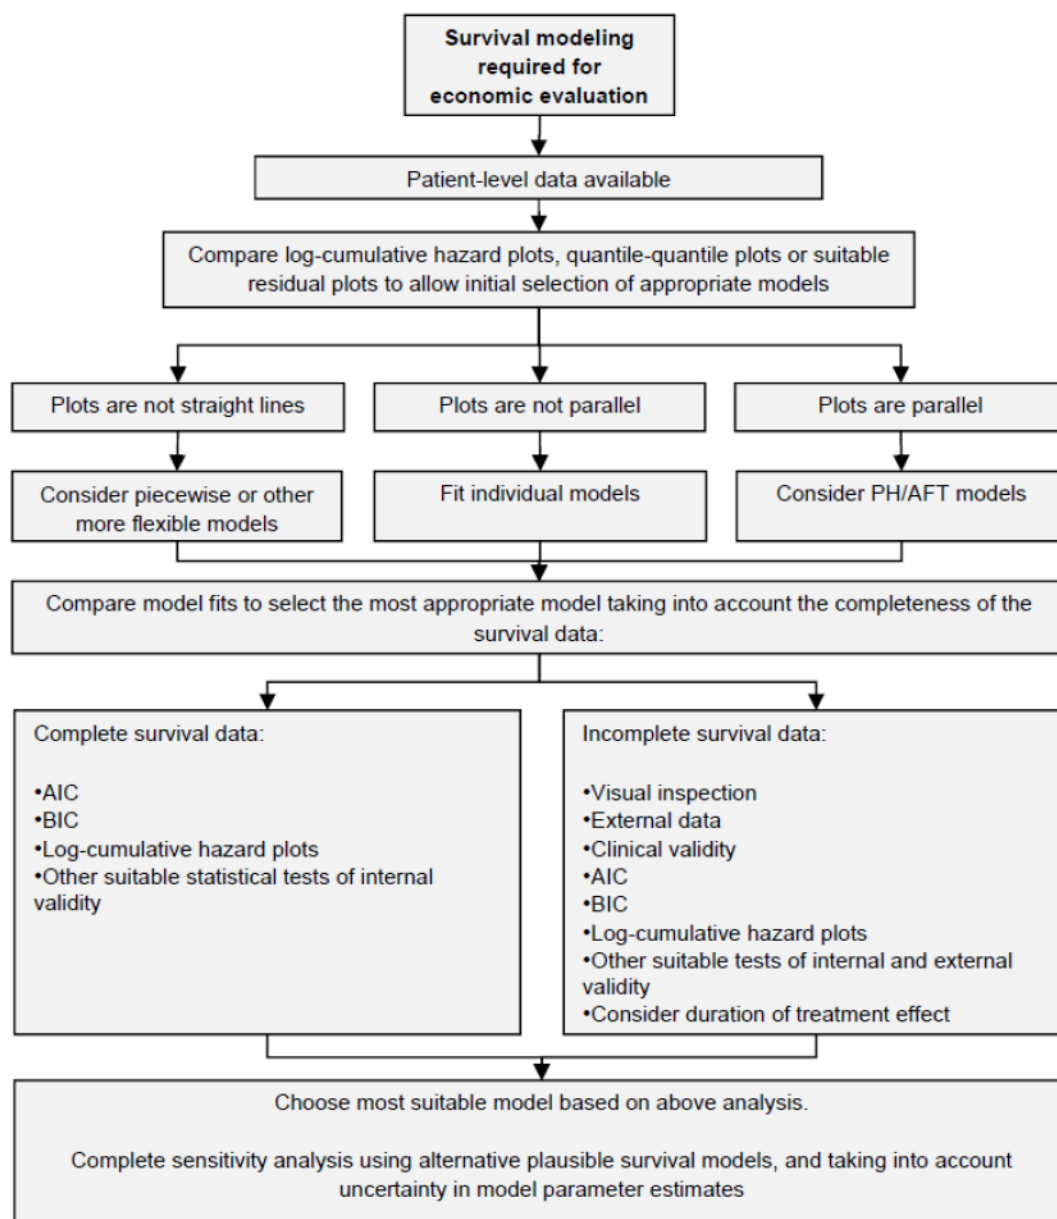 Survival modeling
required for
economic evaluation
Patient-level data available
Compare log-cumulative hazard plots, quantile-quantile plots or suitable
residual plots to allow initial selection of appropriate models
Plots are not straight lines
Plots are not parallel
Plots are parallel
Consider piecewise or other
more flexible models
Fit individual models
Consider PH/AFT models
Compare model fits to select the most appropriate model taking into account the completeness of the
survival data:
Complete survival data:
•AIC
•BIC
•Log-cumulative hazard plots
•Other suitable statistical tests of internal
validity
Incomplete survival data:
•Visual inspection
•External data
•Clinical validity
•AIC
•BIC
•Log-cumulative hazard plots
•Other suitable tests of internal and external
validity
•Consider duration of treatment effect
Choose most suitable model based on above analysis.
Complete sensitivity analysis using alternative plausible survival models, and taking into account
uncertainty in model parameter estimates